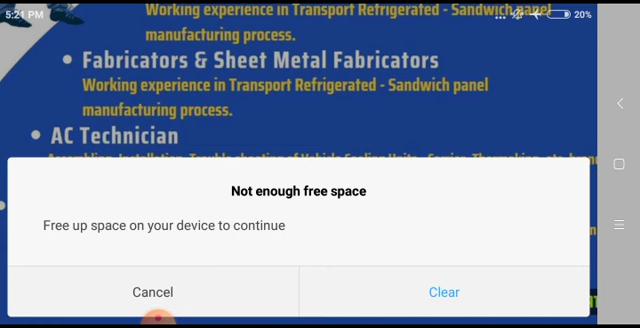 Working experience in Transport Refrigerated - Sandwich panel
5:21 PM
20%
manufacturing process.
• Fabricators & Sheet Metal Fabricators
Working experience in Transport Refrigerated - Sandwich panel
manufacturing process.
• AC Technician
Not enough free space
Free up space on your device to continue
Cancel
Clear